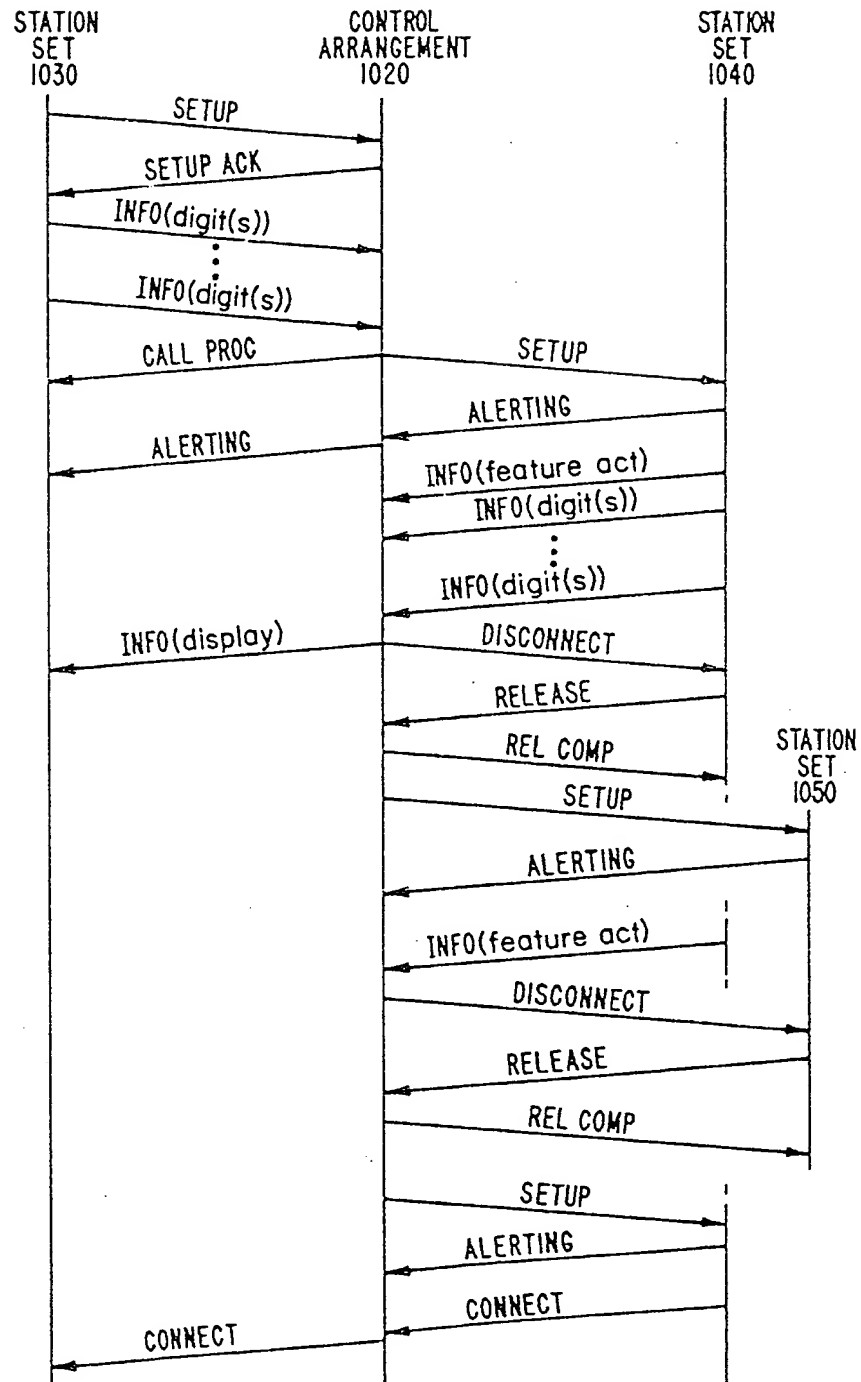 STATION
SET
1030
CONTROL
ARRANGEMENT
1020
STATION
SET
1040
SETUP
SETUP ACK
INFO(digit(s))
INFO(digit(s))
CALL PROC
SETUP
ALERTING
ALERTING
INFO(feature act)
INFO(digit(s))
INFO(digit(s))
INFO(display)
DISCONNECT
RELEASE
REL COMP
STATION
SET
1050
SETUP
ALERTING
INFO(feature act)
DISCONNECT
RELEASE
REL COMP
SETUP
ALERTING
CONNECT
CONNECT